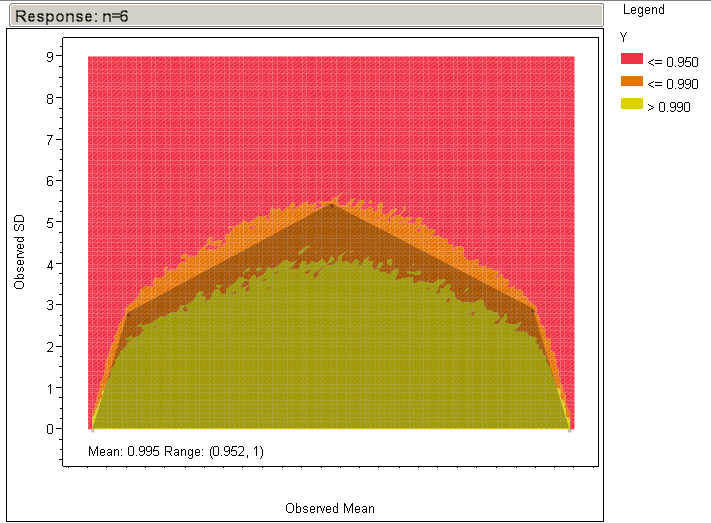 Response: n=6
Legend
Y
<= 0.950
<= 0.990
> 0.990
9
8
7
6
5
4
3
2
1
0
Observed SD
Mean: 0.995 Range: (0.952, 1)
Observed Mean